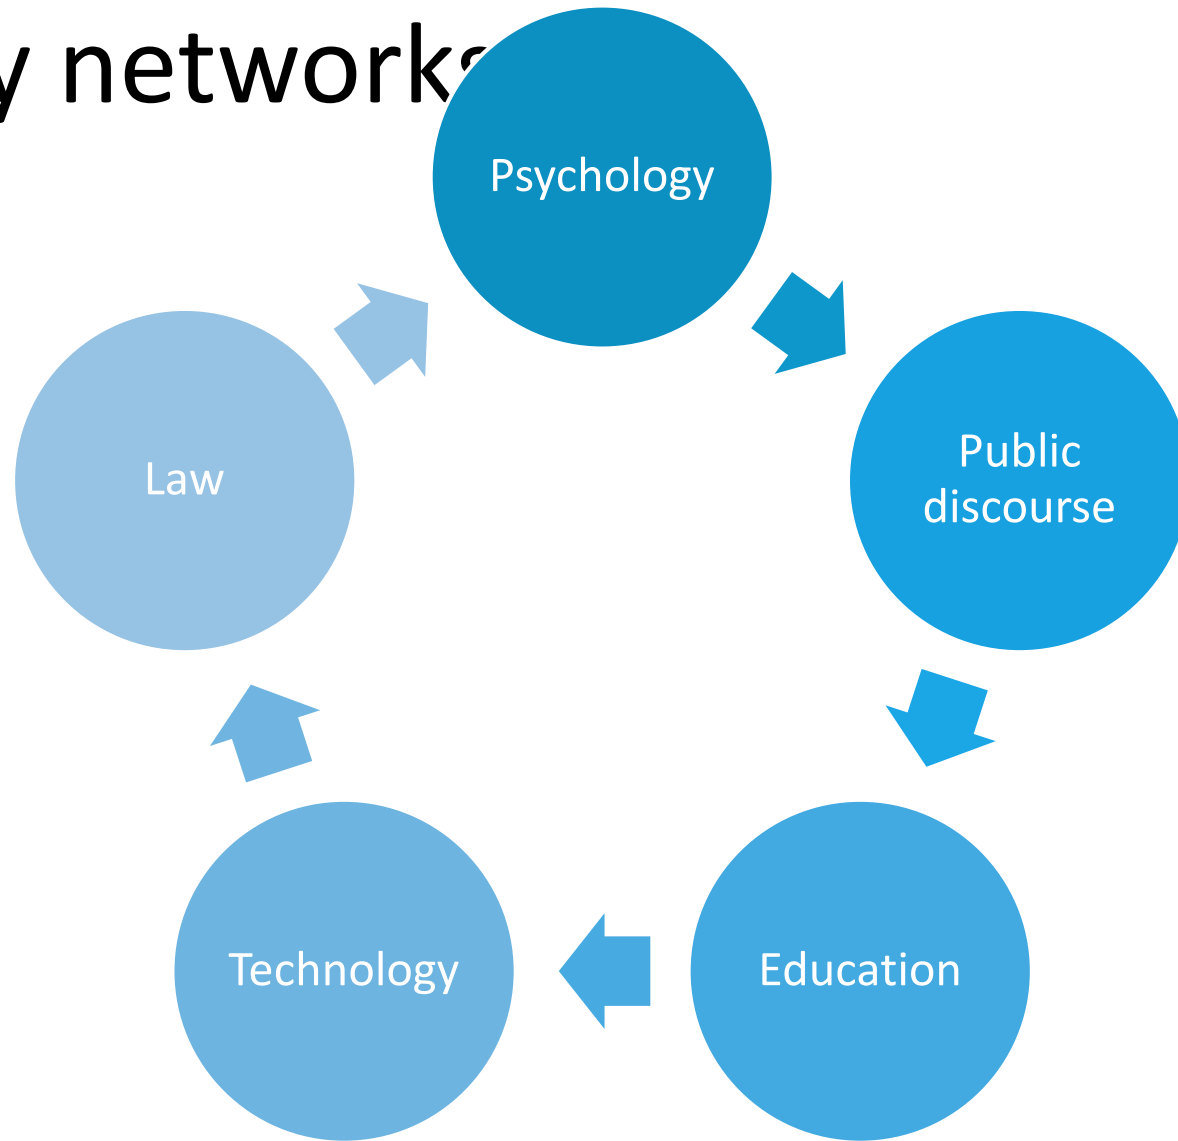 y networks
Psychology
Public
discourse
Education
Technology
Law